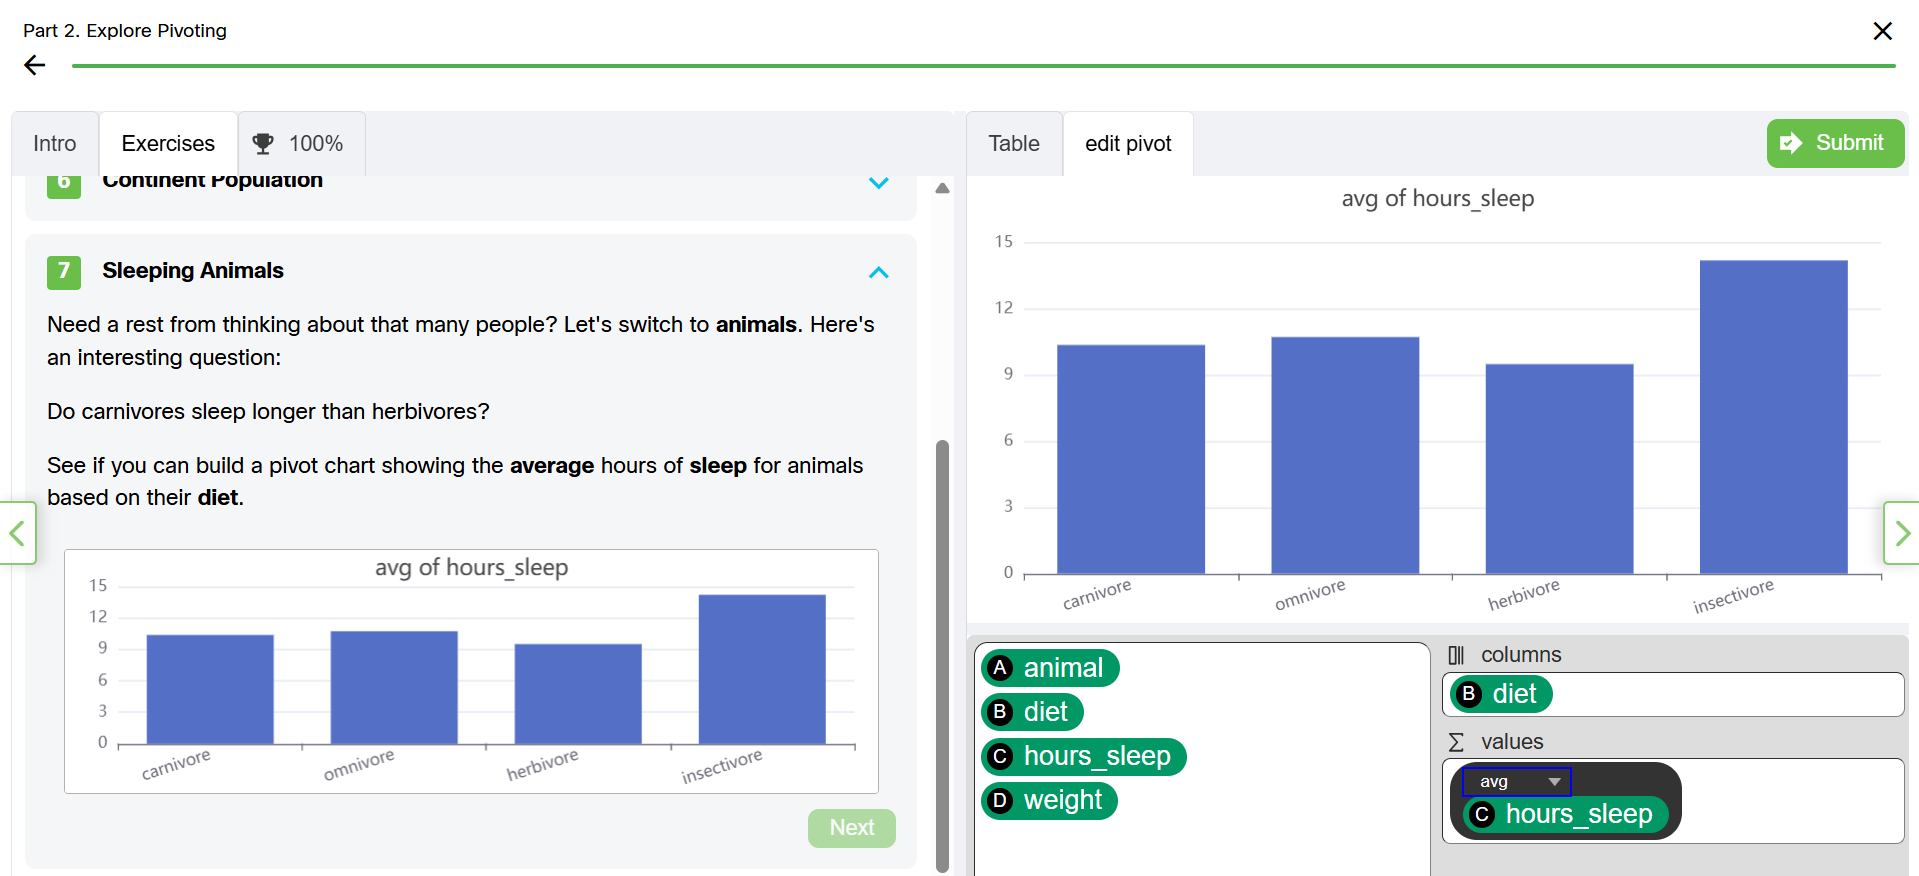 Part 2. Explore Pivoting
Intro
Exercises
100%
6 Continent Population
7 Sleeping Animals
Need a rest from thinking about that many people? Let's switch to animals. Here's
an interesting question:
Do carnivores sleep longer than herbivores?
See if you can build a pivot chart showing the average hours of sleep for animals
based on their diet.
avg of hours_sleep
15
12
9
6
3
0
carnivore
omnivore
herbivore
insectivore
Next
Table
edit pivot
Submit
avg of hours_sleep
15
12
9
6
3
0
carnivore
omnivore
herbivore
insectivore
A animal
B diet
C hours_sleep
D weight
columns
B diet
Σ values
avg
C hours_sleep